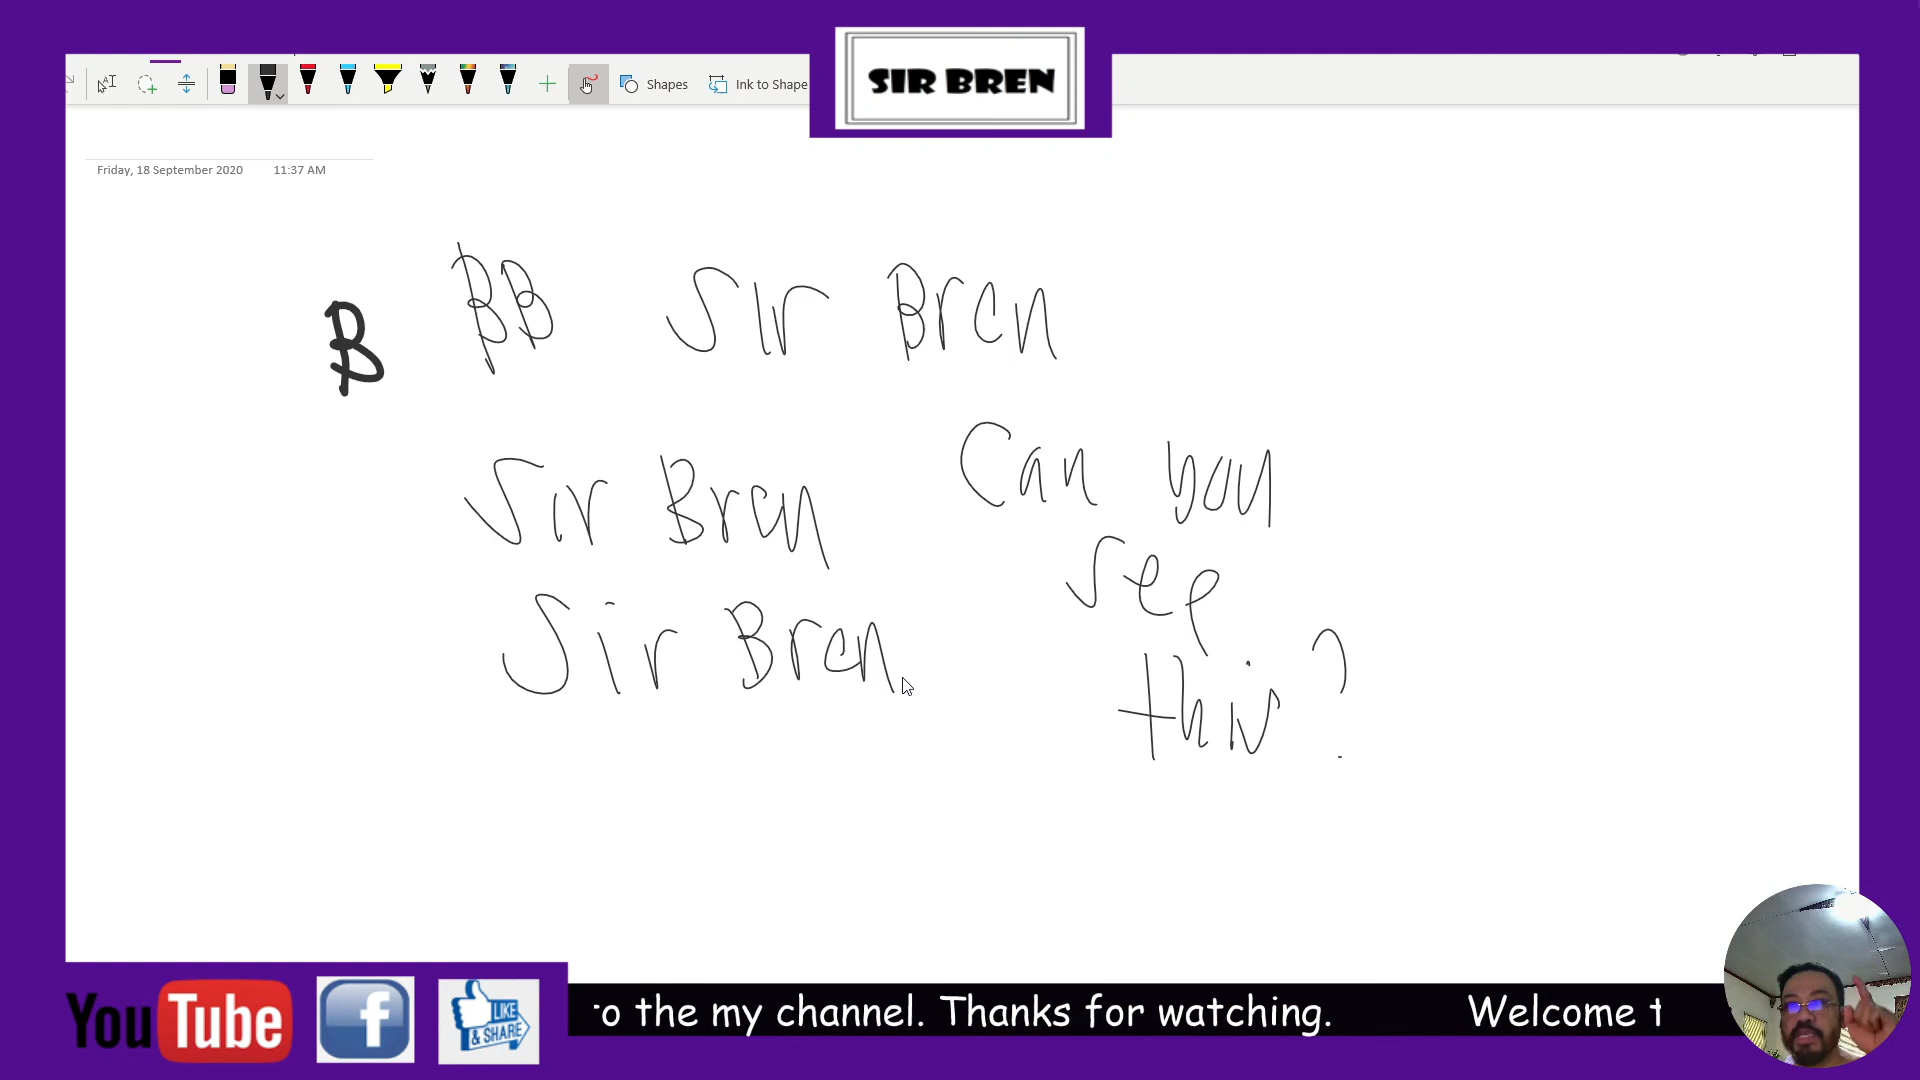 SIR BREN
Shapes
Ink to Shape
Friday, 18 September 2020 11:37 AM
B BB Sir Bren
Sir Bren
Sir Bren
Can you
see
this?
YouTube
f
LIKE
& SHARE
to the my channel. Thanks for watching. Welcome t